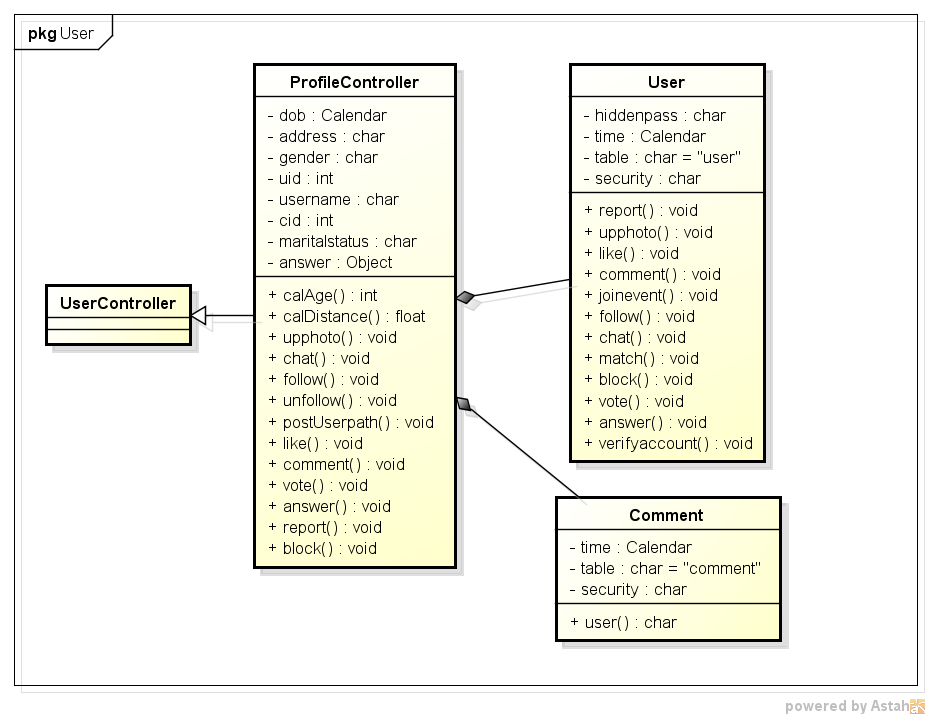 pkg User
ProfileController
- dob : Calendar
- address : char
- gender : char
- uid : int
- username : char
- cid : int
- maritalstatus : char
- answer : Object
+ calAge() : int
+ calDistance() : float
+ upphoto() : void
+ chat() : void
+ follow() : void
+ unfollow() : void
+ postUserpath() : void
+ like() : void
+ comment() : void
+ vote() : void
+ answer() : void
+ report() : void
+ block() : void
User
- hiddenpass : char
- time : Calendar
- table : char = "user"
- security : char
+ report() : void
+ upphoto() : void
+ like() : void
+ comment() : void
+ joinevent() : void
+ follow() : void
+ chat() : void
+ match() : void
+ block() : void
+ vote() : void
+ answer() : void
+ verifyaccount() : void
UserController
Comment
- time : Calendar
- table : char = "comment"
- security : char
+ user() : char
powered by Astah